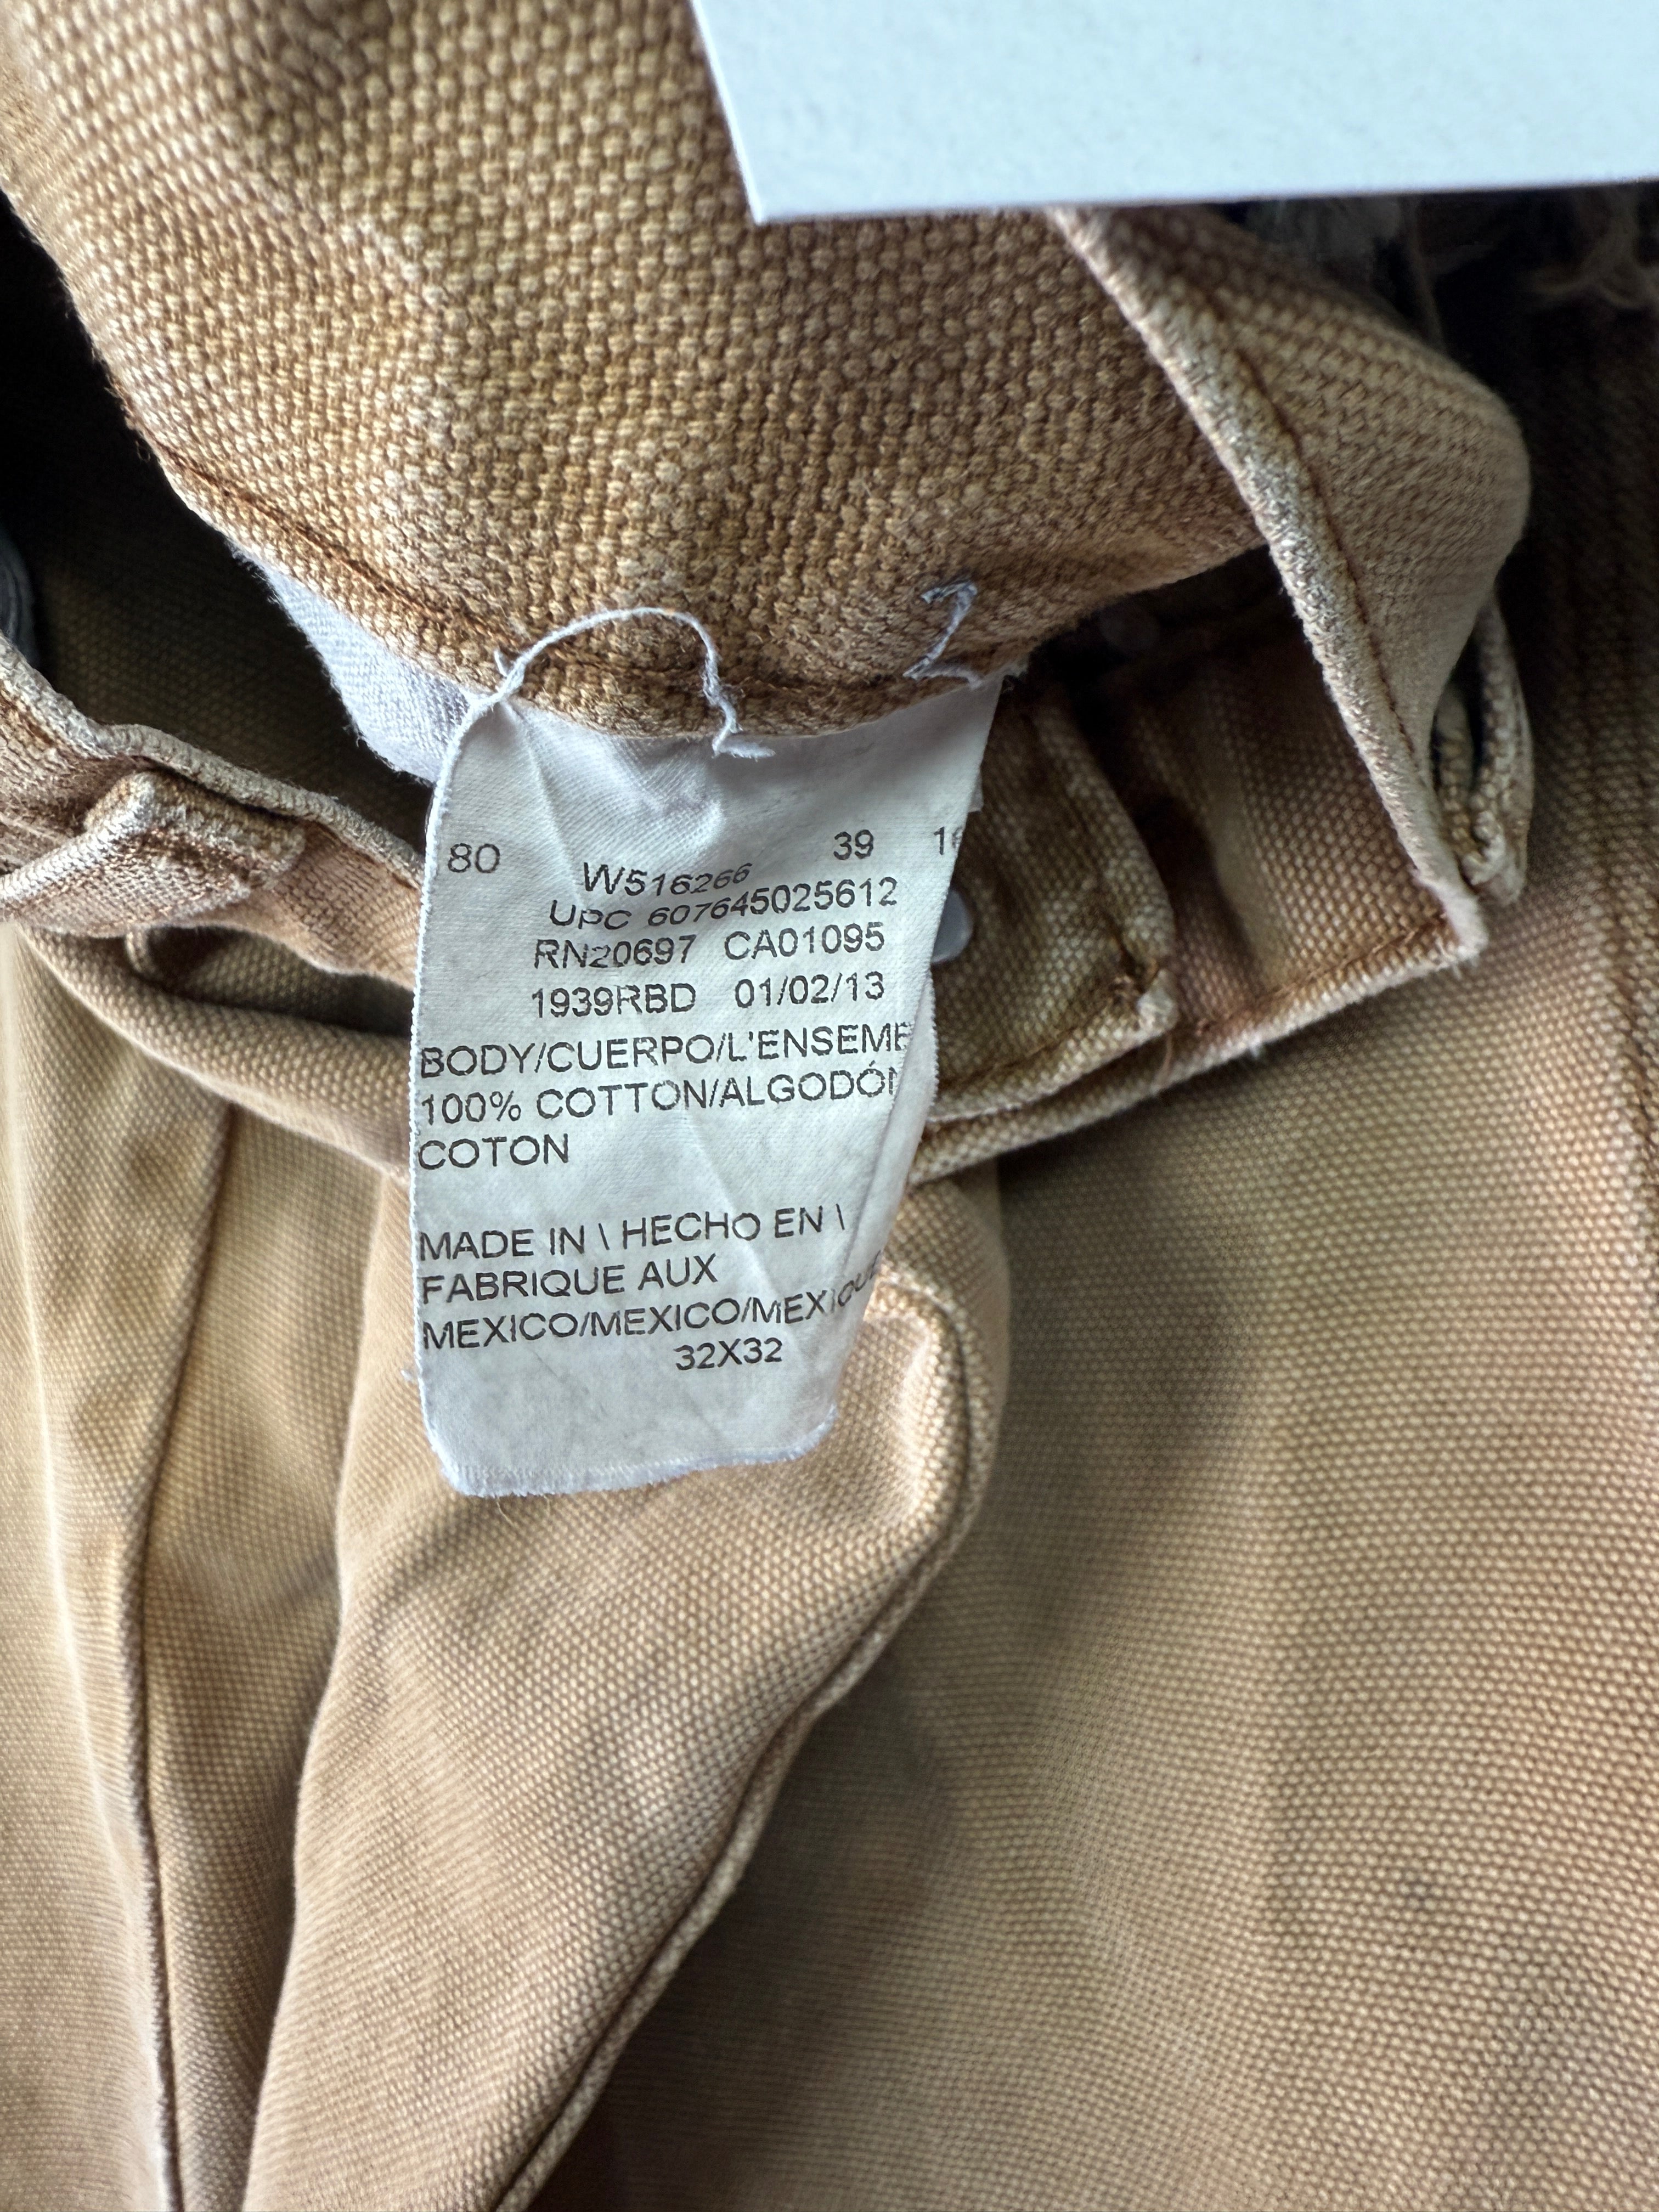 80 39
W516266
UPC 607645025612
RN20697 CA01095
1939RBD 01/02/13
BODY/CUERPO/L'ENSEM
100% COTTON/ALGODÓN
COTON
MADE IN \ HECHO EN \
FABRIQUE AUX
MEXICO/MEXICO/MEXIQUE
32X32